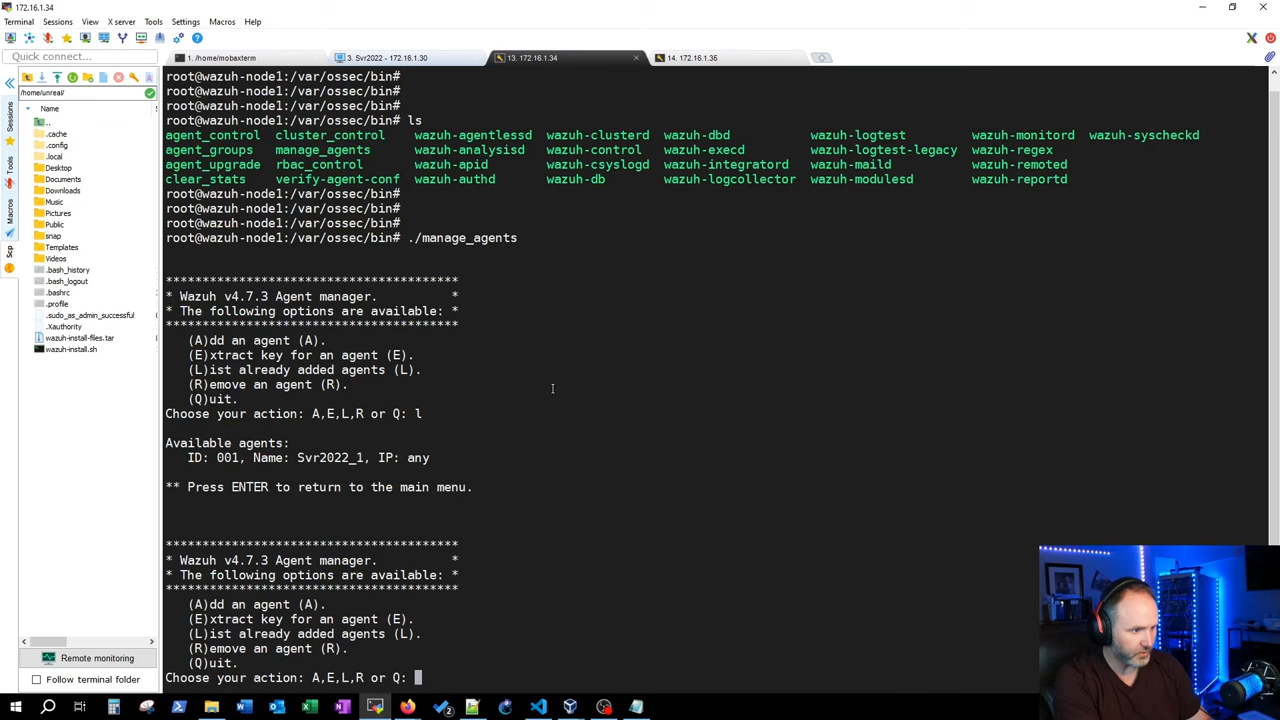 172.16.1.34
Terminal Sessions View X server Tools Settings Macros Help
Quick connect...
1. /home/mobaxterm
3. Svr2022 - 172.16.1.30
13. 172.16.1.34
14. 172.16.1.35
/home/unreal/
Name
..
.cache
.config
.local
Desktop
Documents
Downloads
Music
Pictures
Public
snap
Templates
Videos
.bash_history
.bash_logout
.bashrc
.profile
.sudo_as_admin_successful
.Xauthority
wazuh-install-files.tar
wazuh-install.sh
Sessions
Tools
Macros
Scp
Remote monitoring
Follow terminal folder
root@wazuh-node1:/var/ossec/bin#
root@wazuh-node1:/var/ossec/bin#
root@wazuh-node1:/var/ossec/bin#
root@wazuh-node1:/var/ossec/bin# ls
agent_control cluster_control wazuh-agentlessd wazuh-clusterd wazuh-dbd wazuh-logtest wazuh-monitord wazuh-syscheckd
agent_groups manage_agents wazuh-analysisd wazuh-control wazuh-execd wazuh-logtest-legacy wazuh-regex
agent_upgrade rbac_control wazuh-apid wazuh-csyslogd wazuh-integratord wazuh-maild wazuh-remoted
clear_stats verify-agent-conf wazuh-authd wazuh-db wazuh-logcollector wazuh-modulesd wazuh-reportd
root@wazuh-node1:/var/ossec/bin#
root@wazuh-node1:/var/ossec/bin#
root@wazuh-node1:/var/ossec/bin#
root@wazuh-node1:/var/ossec/bin# ./manage_agents
****************************************
* Wazuh v4.7.3 Agent manager. *
* The following options are available: *
****************************************
(A)dd an agent (A).
(E)xtract key for an agent (E).
(L)ist already added agents (L).
(R)emove an agent (R).
(Q)uit.
Choose your action: A,E,L,R or Q: l
Available agents:
ID: 001, Name: Svr2022_1, IP: any
** Press ENTER to return to the main menu.
****************************************
* Wazuh v4.7.3 Agent manager. *
* The following options are available: *
****************************************
(A)dd an agent (A).
(E)xtract key for an agent (E).
(L)ist already added agents (L).
(R)emove an agent (R).
(Q)uit.
Choose your action: A,E,L,R or Q: